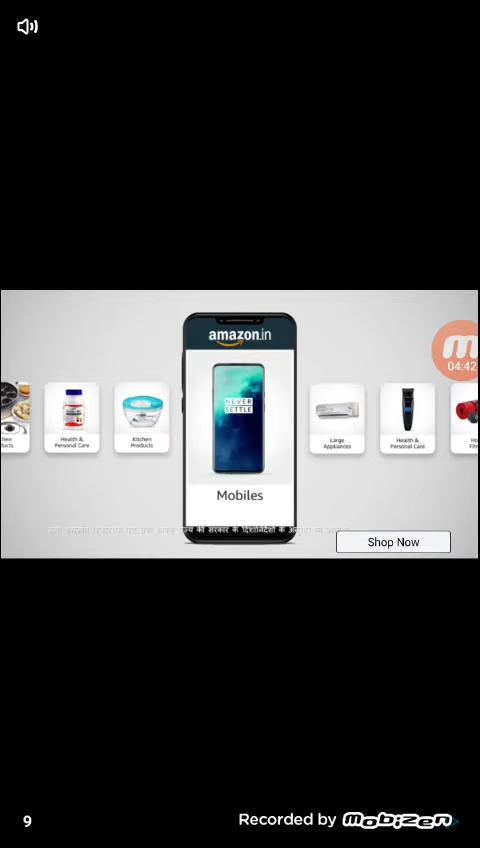 amazon.in
04:42
NEVER
SETTLE
Health &
Personal Care
Kitchen
Products
Large
Appliances
Health &
Personal Care
Mobiles
की सरकार के दिशानिर्देशों के
Shop Now
9
Recorded by Mobizen